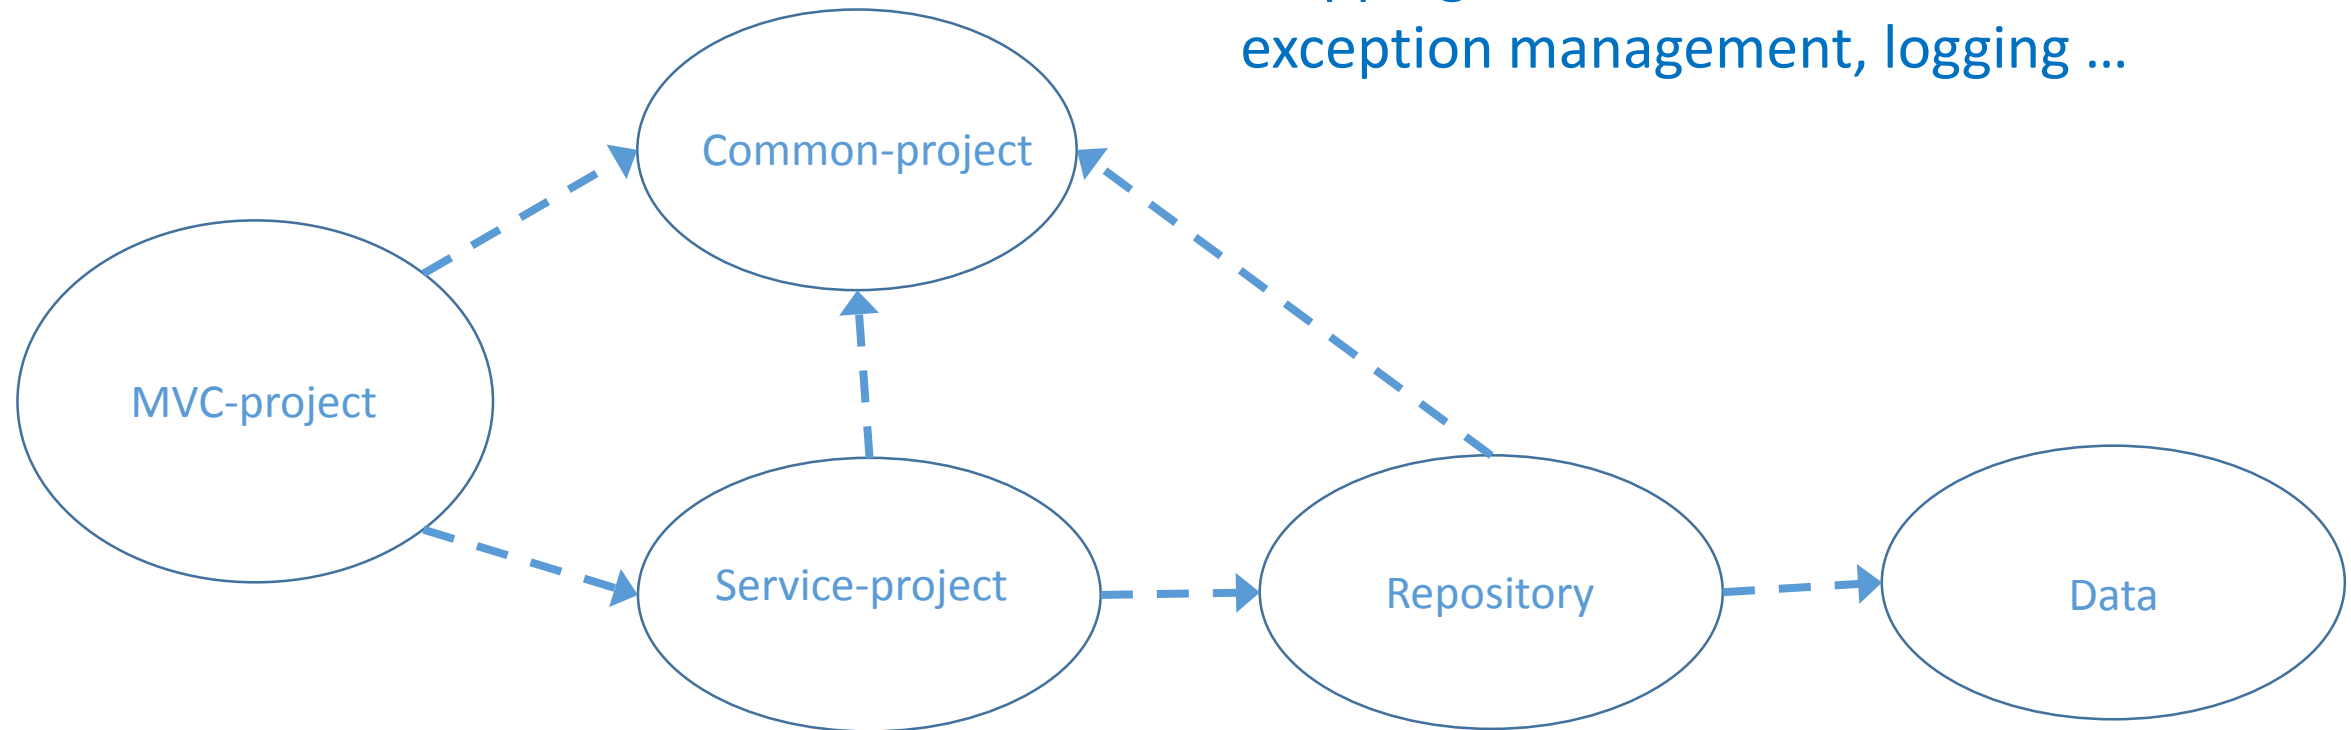 exception management, logging ...
Common-project
MVC-project
Service-project
Repository
Data